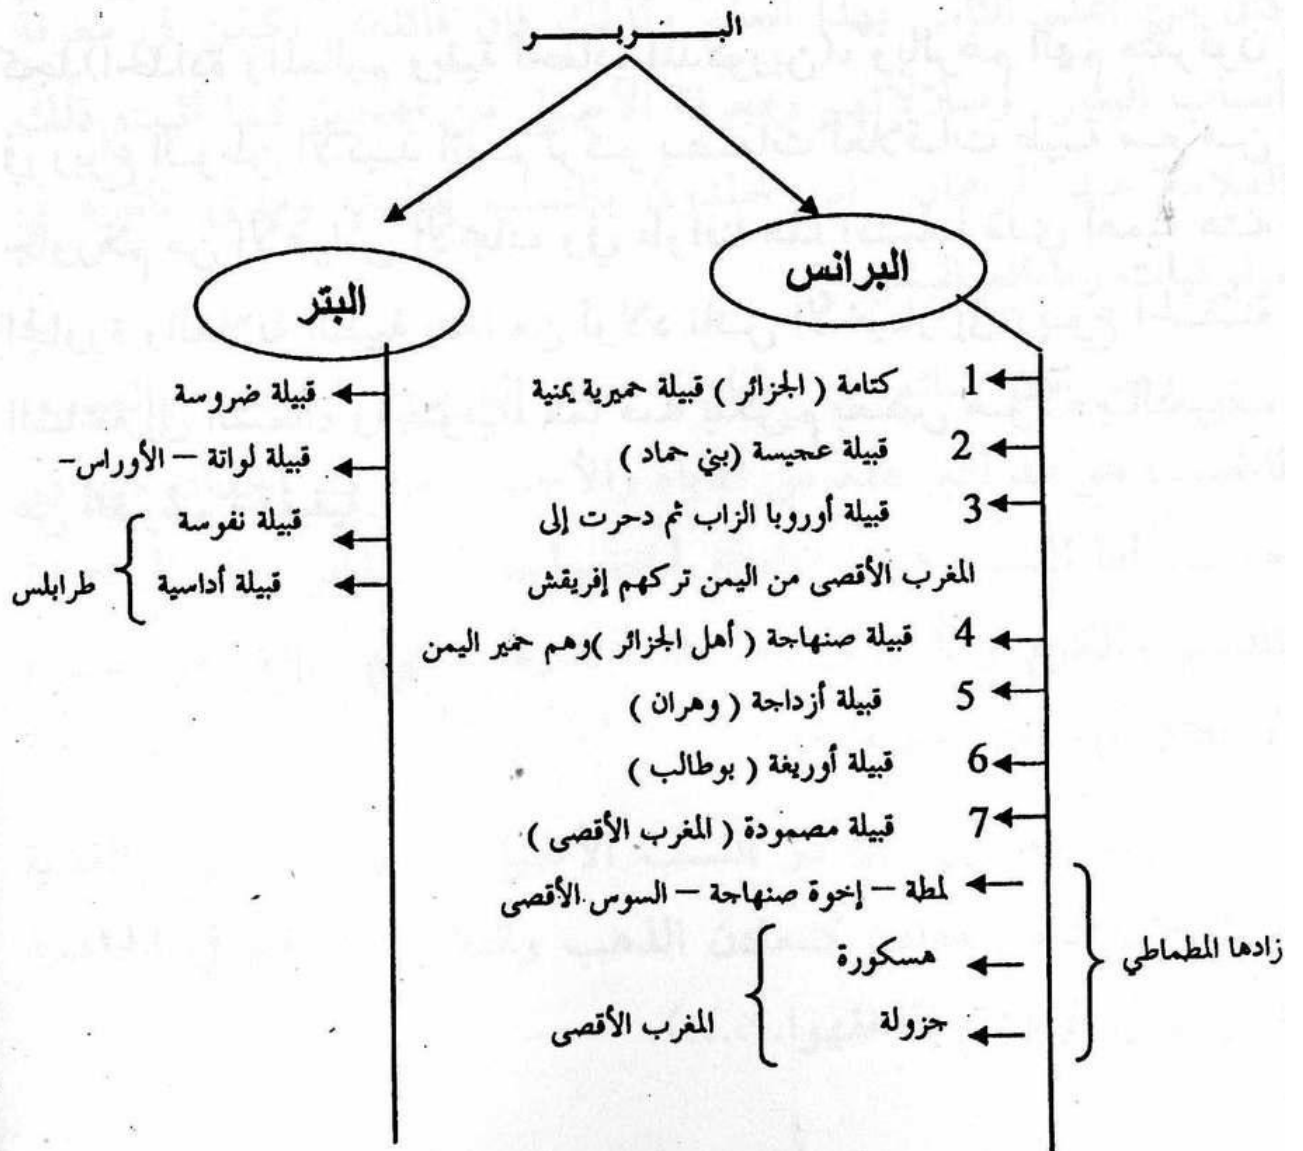 البـــــربــــــر
البرانس
1 كتامة ( الجزائر ) قبيلة حميرية يمنية
2 قبيلة عجيسة (بني حماد )
3 قبيلة أوروبا الزاب ثم دحرت إلى
المغرب الأقصى من اليمن تركهم إفريقش
4 قبيلة صنهاجة ( أهل الجزائر )وهم حمير اليمن
5 قبيلة أزداجة ( وهران )
6 قبيلة أوريغة ( بوطالب )
7 قبيلة مصمودة ( المغرب الأقصى )
لمطة – إخوة صنهاجة – السوس الأقصى
هسكورة
جزولة
المغرب الأقصى
زادها المطماطي
البتر
قبيلة ضروسة
قبيلة لواتة – الأوراس-
قبيلة نفوسة
قبيلة أداسية
طرابلس